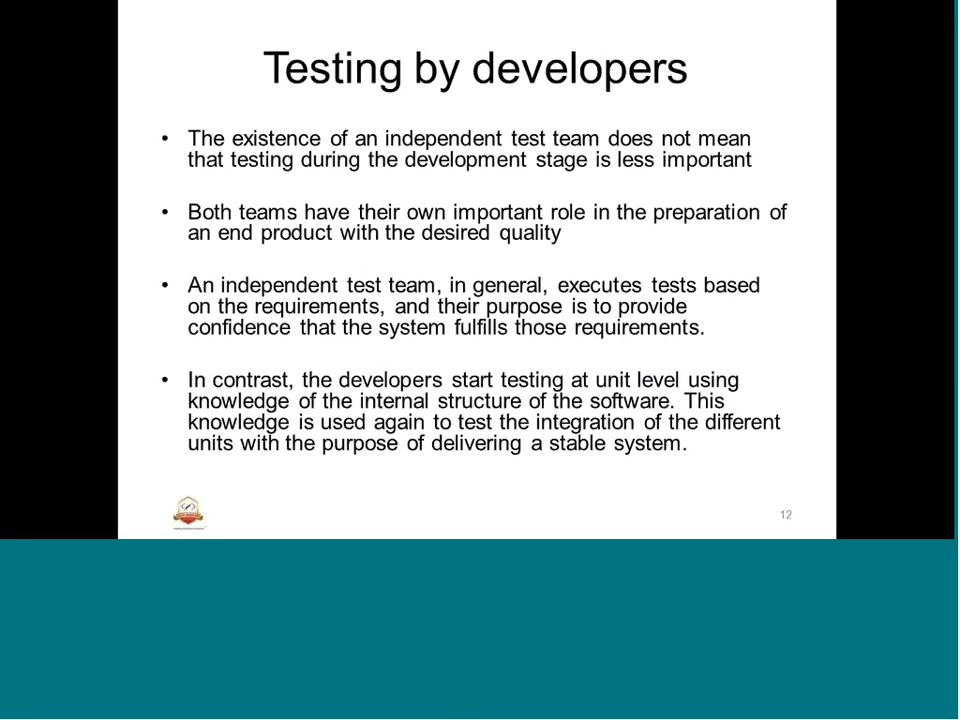 Testing by developers
• The existence of an independent test team does not mean
that testing during the development stage is less important
• Both teams have their own important role in the preparation of
an end product with the desired quality
• An independent test team, in general, executes tests based
on the requirements, and their purpose is to provide
confidence that the system fulfills those requirements.
• In contrast, the developers start testing at unit level using
knowledge of the internal structure of the software. This
knowledge is used again to test the integration of the different
units with the purpose of delivering a stable system.
12